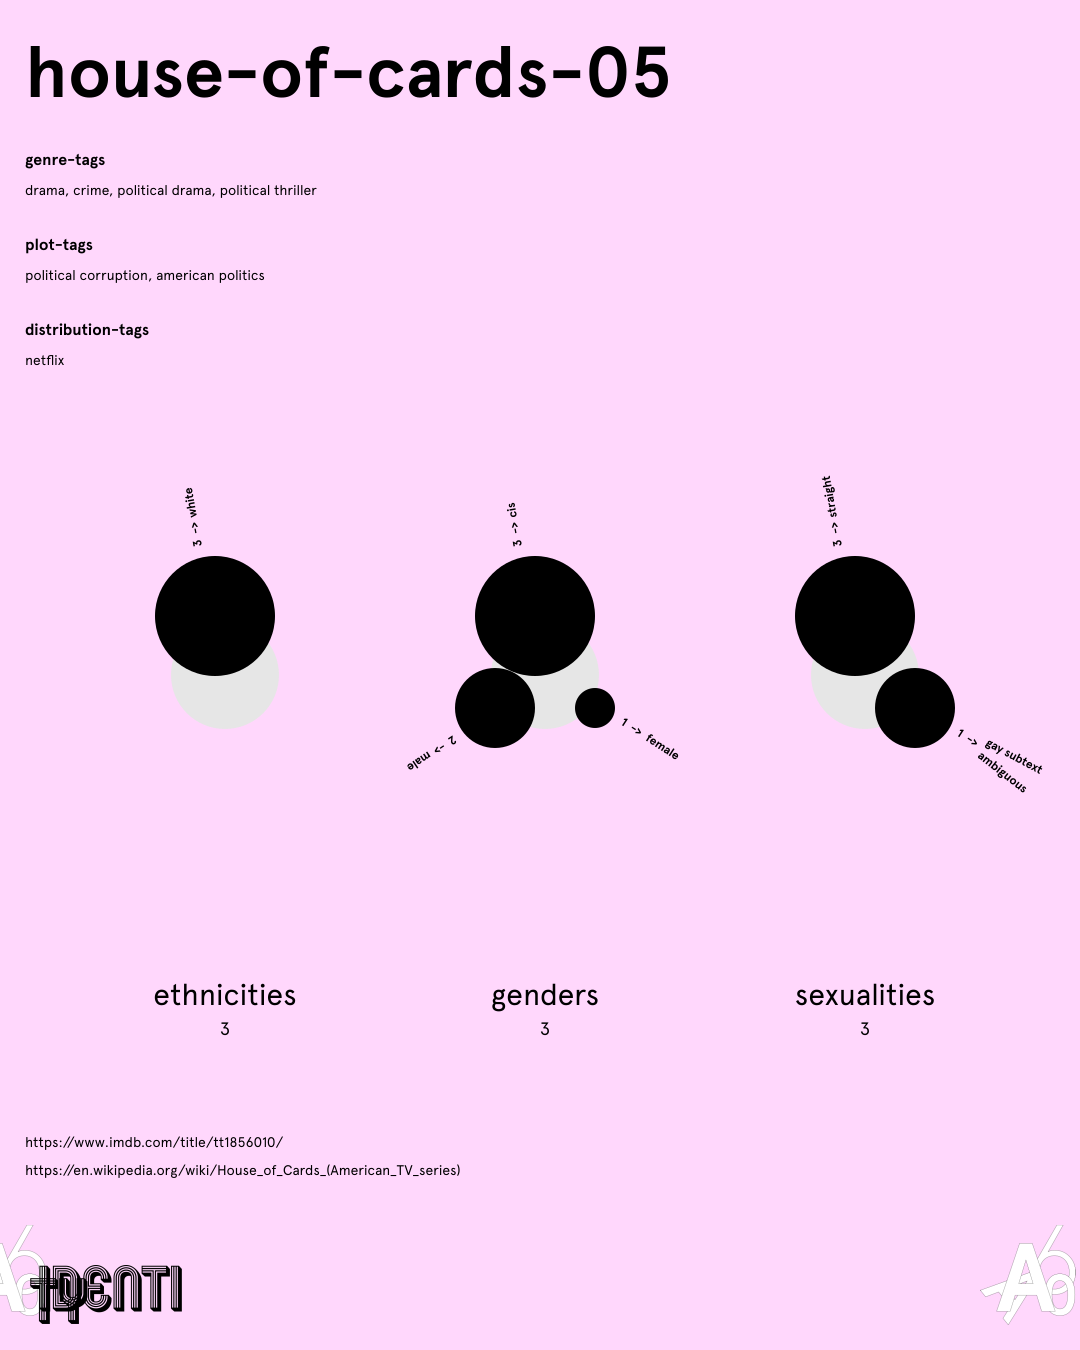 house-of-cards-05
genre-tags
drama, crime, political drama, political thriller
plot-tags
political corruption, american politics
distribution-tags
netflix
3 -> white
3 -> cis
3 -> straight
2 -> male
1 -> female
1 -> gay subtext
ambiguous
ethnicities
3
genders
3
sexualities
3
https://www.imdb.com/title/tt1856010/
https://en.wikipedia.org/wiki/House_of_Cards_(American_TV_series)
IDENTI